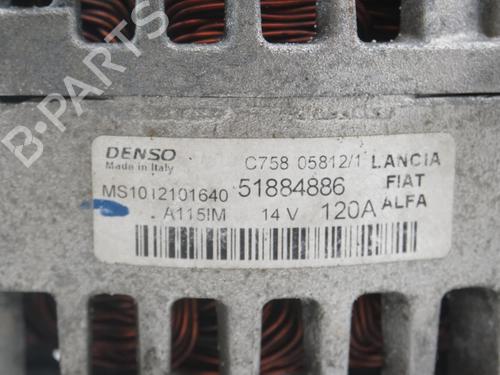 B-PARTS
DENSO C758 05812/1 LANCIA
Made in Italy
MS1012101640 51884886 FIAT
A115IM 14 V 120A ALFA